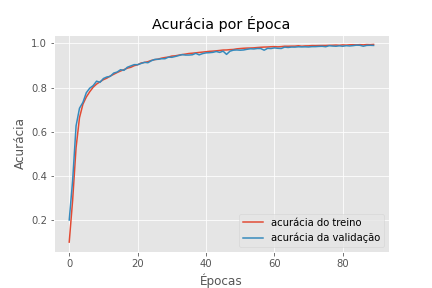 Acurácia por Época
Acurácia
1.0
0.8
0.6
0.4
0.2
acurácia do treino
acurácia da validação
0
20
40
60
80
Épocas